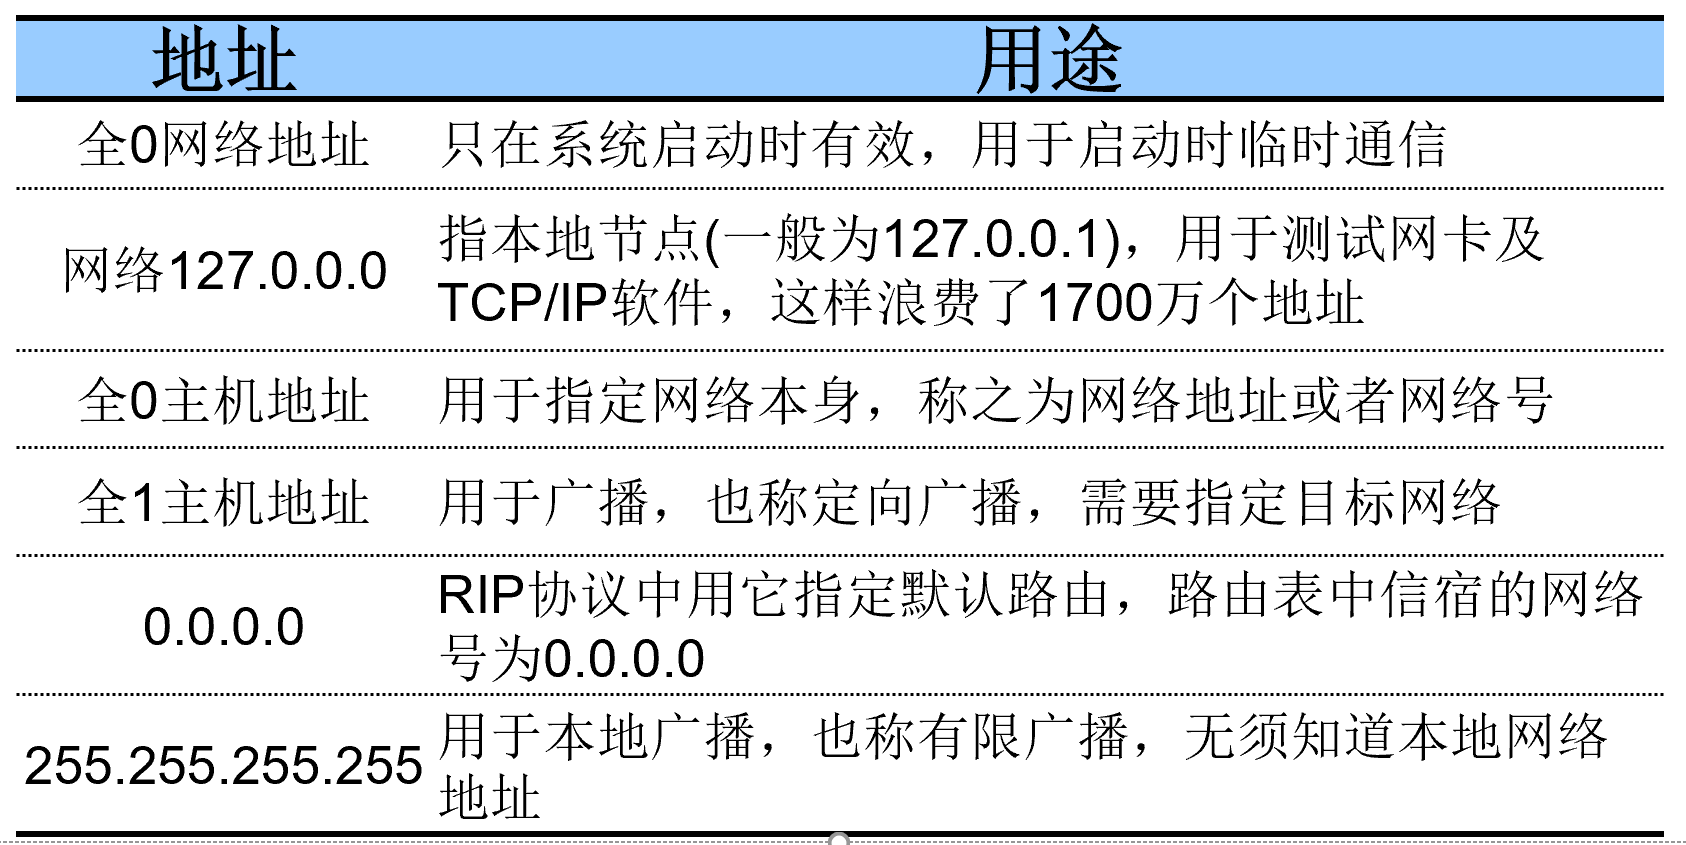 地址 用途
全0网络地址 只在系统启动时有效，用于启动时临时通信
网络127.0.0.0 指本地节点(一般为127.0.0.1)，用于测试网卡及
TCP/IP软件，这样浪费了1700万个地址
全0主机地址 用于指定网络本身，称之为网络地址或者网络号
全1主机地址 用于广播，也称定向广播，需要指定目标网络
0.0.0.0 RIP协议中用它指定默认路由，路由表中信宿的网络
号为0.0.0.0
255.255.255.255 用于本地广播，也称有限广播，无须知道本地网络
地址